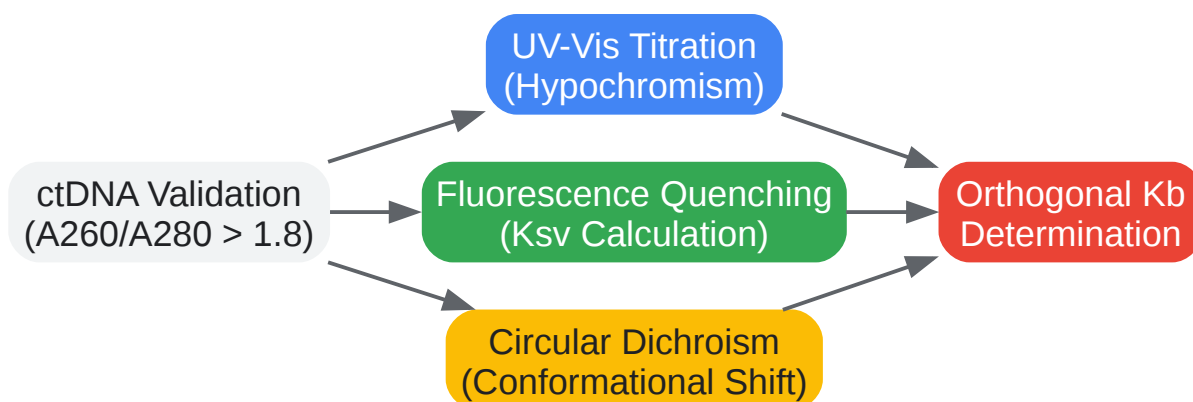 UV-Vis Titration
(Hypochromism)
ctDNA Validation
(A260/A280 > 1.8)
Fluorescence Quenching
(Ksv Calculation)
Orthogonal Kb
Determination
Circular Dichroism
(Conformational Shift)